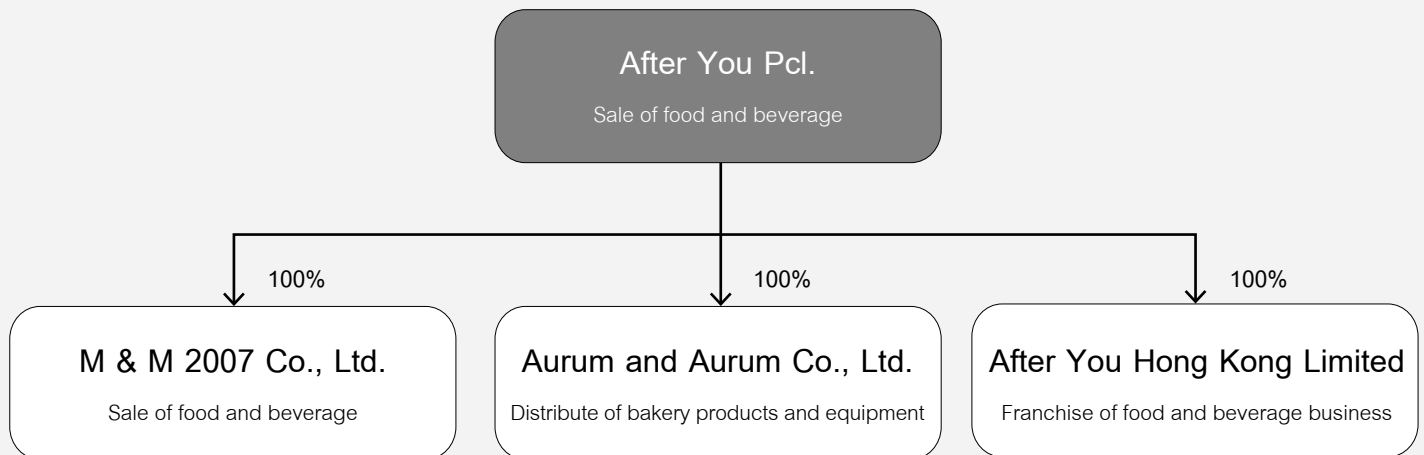 After You Pcl.
Sale of food and beverage
100%
100%
100%
M & M 2007 Co., Ltd.
Sale of food and beverage
Aurum and Aurum Co., Ltd.
Distribute of bakery products and equipment
After You Hong Kong Limited
Franchise of food and beverage business